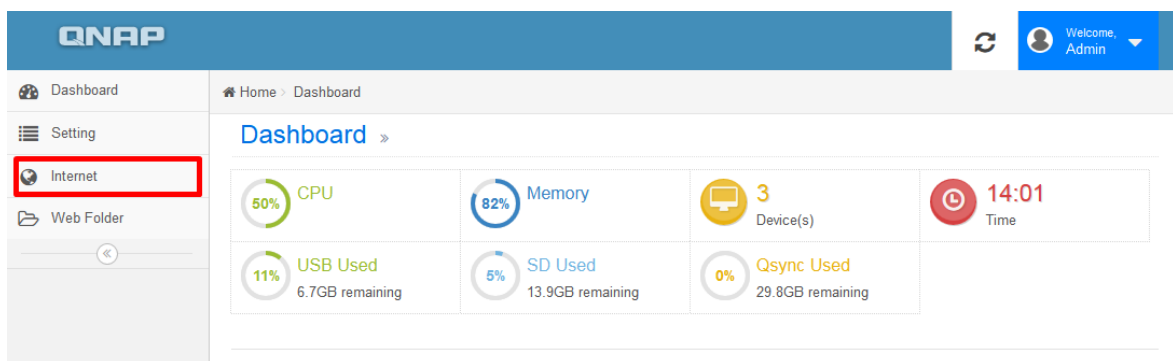 QNAP
Welcome,
Admin
Dashboard
Setting
Internet
Web Folder
Home > Dashboard
Dashboard »
50% CPU
82% Memory
3
Device(s)
14:01
Time
11% USB Used
6.7GB remaining
5% SD Used
13.9GB remaining
0% Qsync Used
29.8GB remaining